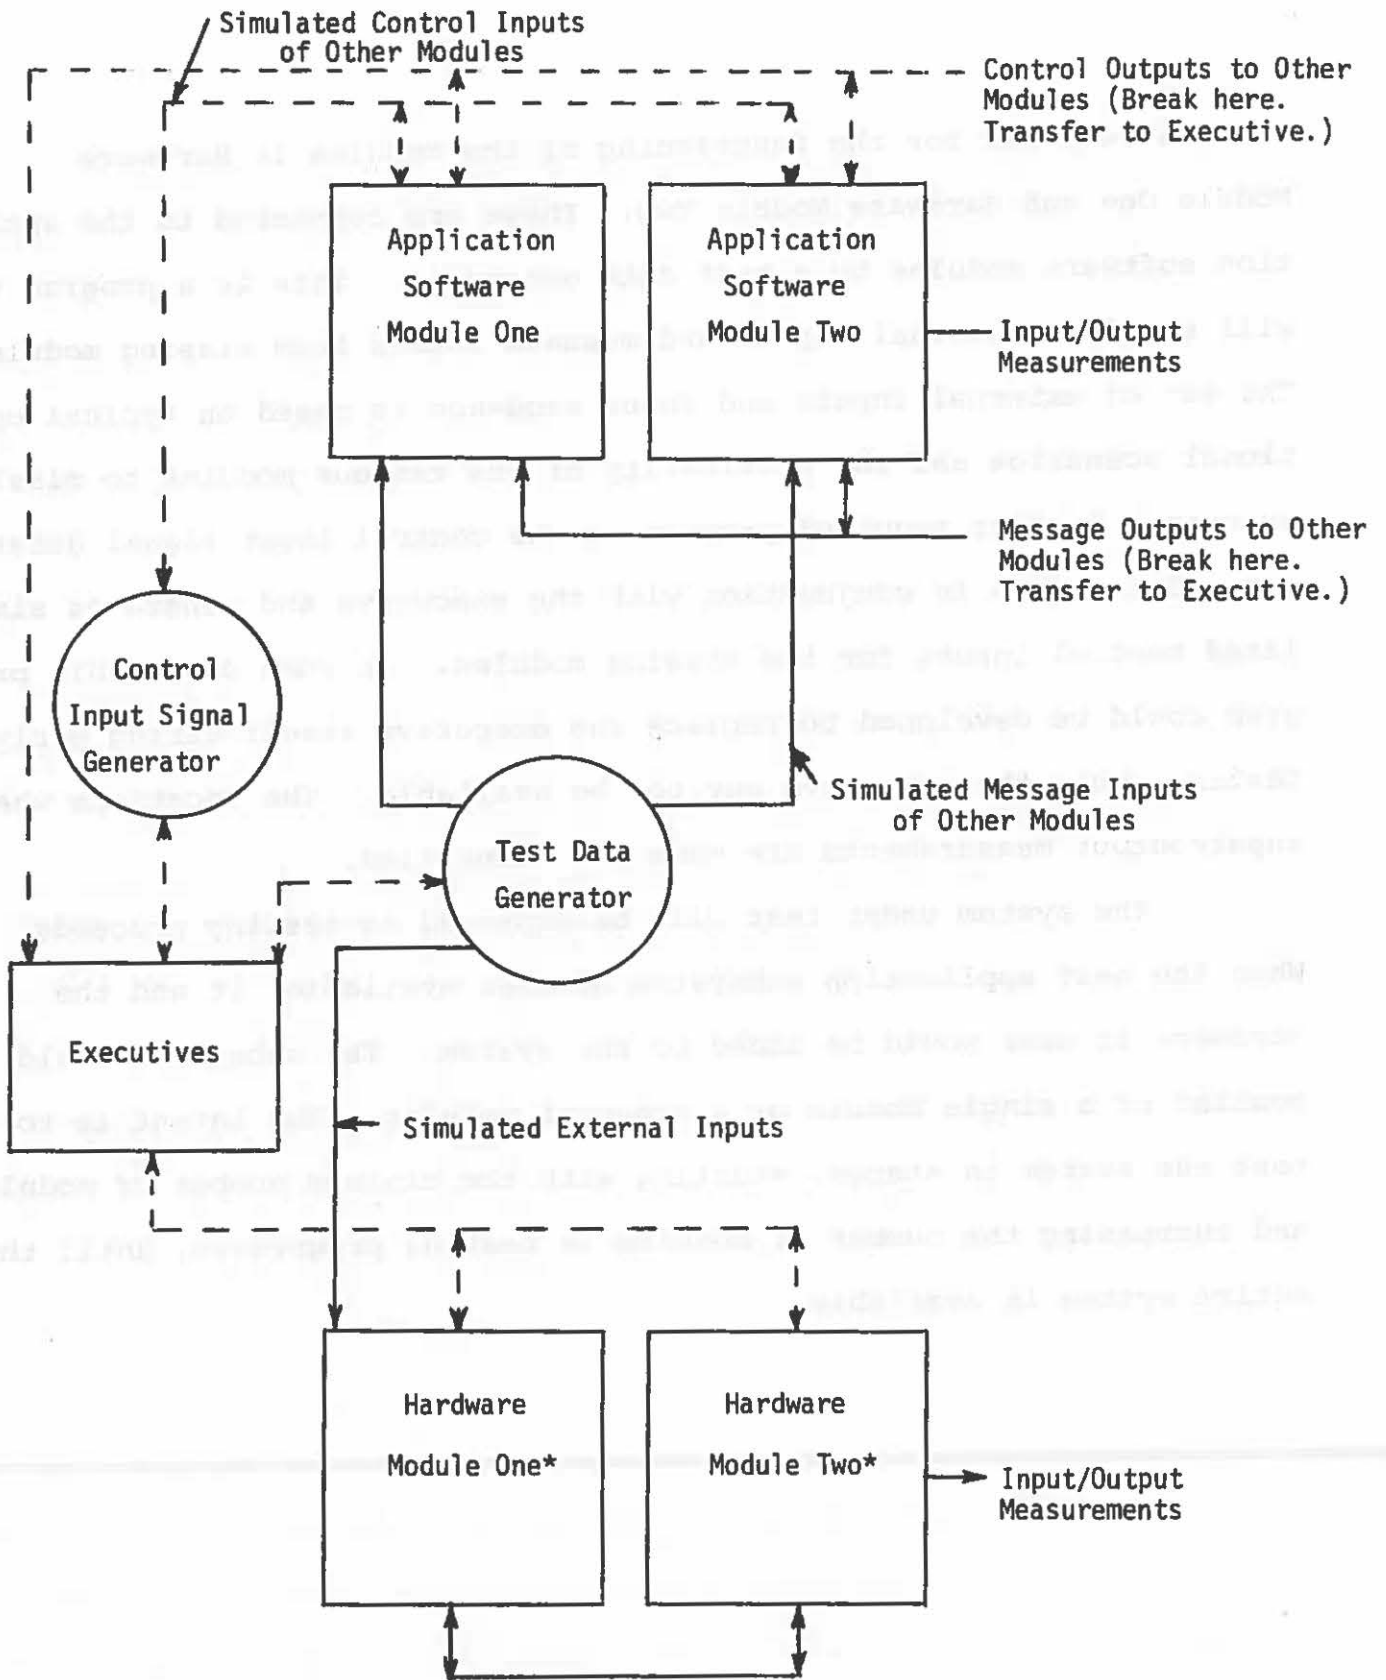 Simulated Control Inputs
of Other Modules
Control Outputs to Other
Modules (Break here.
Transfer to Executive.)
Application
Software
Module One
Application
Software
Module Two
Input/Output
Measurements
Message Outputs to Other
Modules (Break here.
Transfer to Executive.)
Control
Input Signal
Generator
Simulated Message Inputs
of Other Modules
Test Data
Generator
Executives
Simulated External Inputs
Hardware
Module One*
Hardware
Module Two*
Input/Output
Measurements